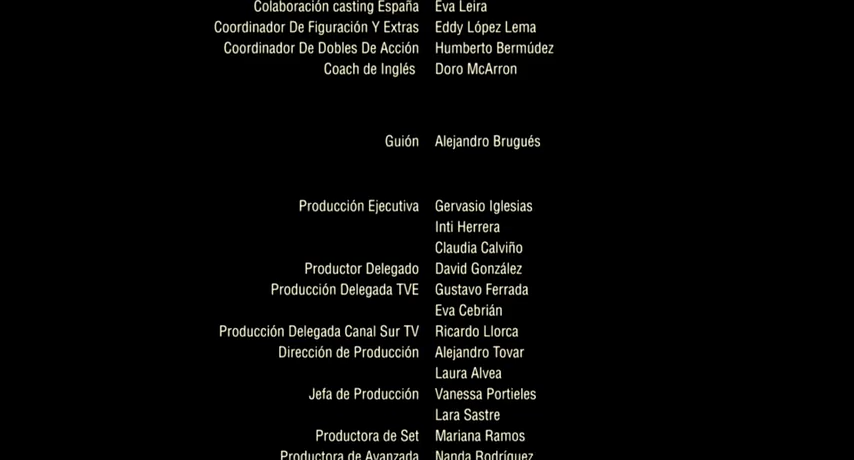 Colaboración casting España Eva Leira
Coordinador De Figuración Y Extras Eddy López Lema
Coordinador De Dobles De Acción Humberto Bermúdez
Coach de Inglés Doro McArron
Guión Alejandro Brugués
Producción Ejecutiva Gervasio Iglesias
Inti Herrera
Claudia Calviño
Productor Delegado David González
Producción Delegada TVE Gustavo Ferrada
Eva Cebrián
Producción Delegada Canal Sur TV Ricardo Llorca
Dirección de Producción Alejandro Tovar
Laura Alvea
Jefa de Producción Vanessa Portieles
Lara Sastre
Productora de Set Mariana Ramos
Productora de Avanzada Nanda Rodríguez